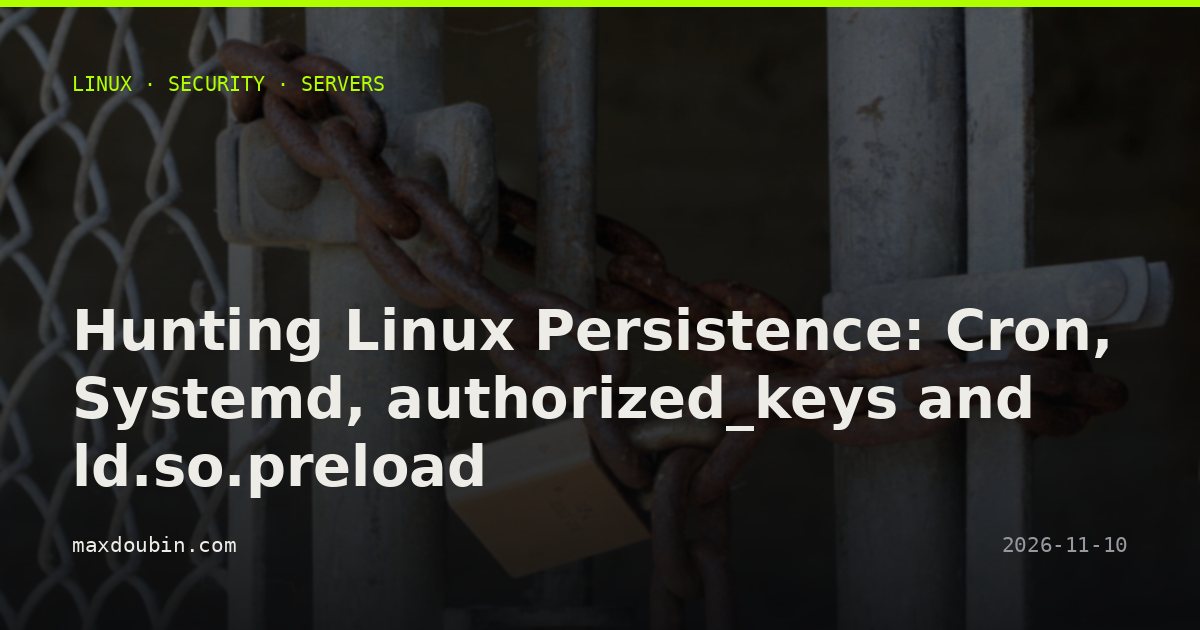 LINUX · SECURITY · SERVERS
Hunting Linux Persistence: Cron,
Systemd, authorized_keys and
ld.so.preload
maxdoubin.com
2026-11-10